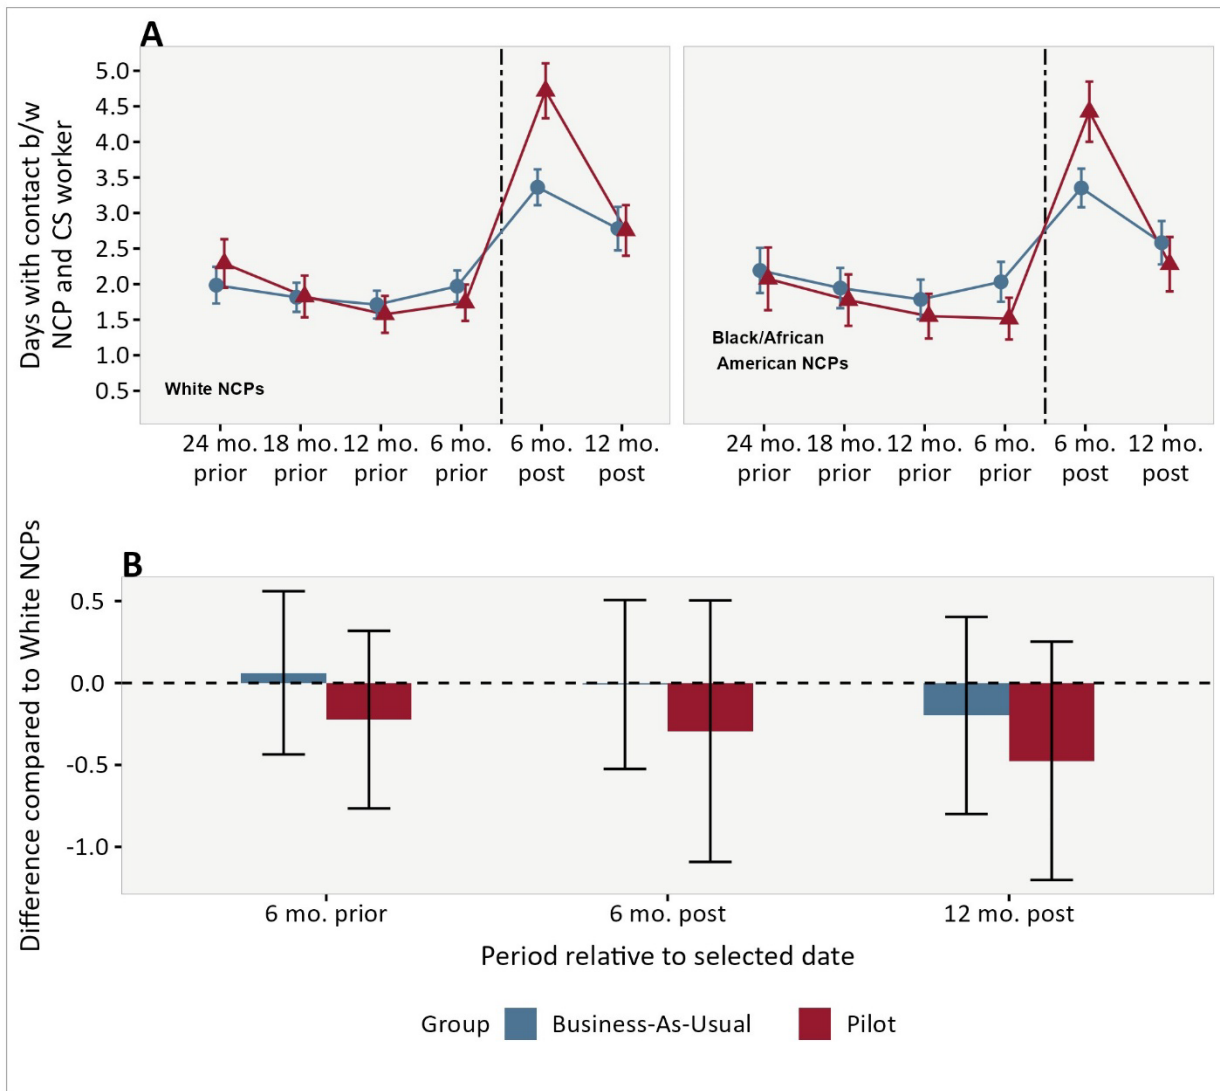 A
Days with contact b/w
NCP and CS worker
5.0
4.5
4.0
3.5
3.0
2.5
2.0
1.5
1.0
0.5
White NCPs
Black/African
American NCPs
24 mo. 18 mo. 12 mo. 6 mo. 6 mo. 12 mo.
prior prior prior prior post post
24 mo. 18 mo. 12 mo. 6 mo. 6 mo. 12 mo.
prior prior prior prior post post
B
Difference compared to White NCPs
0.5
0.0
-0.5
-1.0
6 mo. prior 6 mo. post 12 mo. post
Period relative to selected date
Group Business-As-Usual Pilot